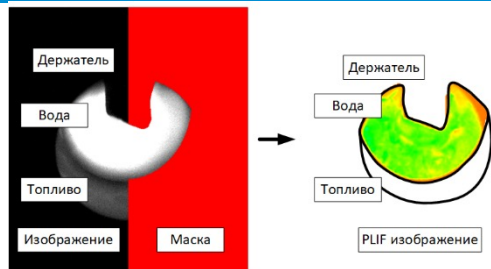 Держатель
Вода
Топливо
Изображение
Маска
Держатель
Вода
Топливо
PLIF изображение